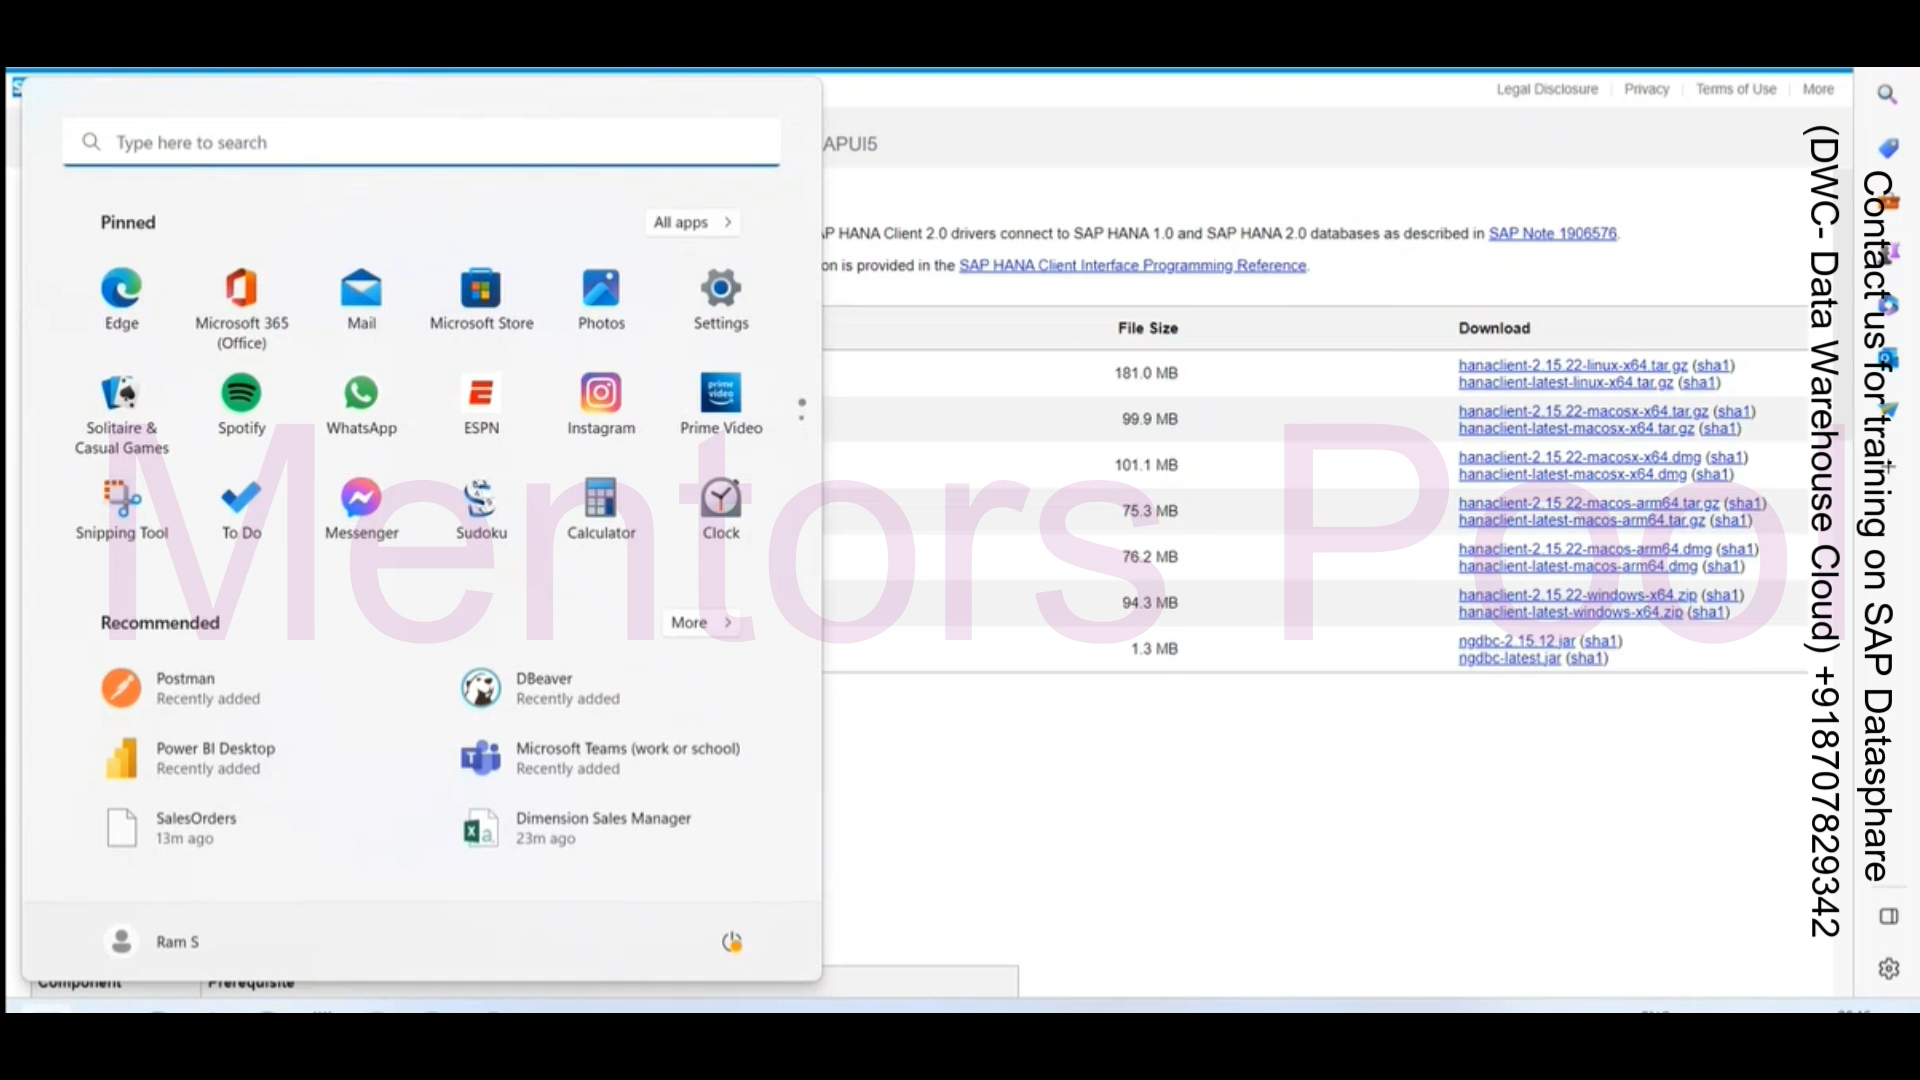 Legal Disclosure
Privacy
Terms of Use
More
Type here to search
APUI5
Pinned
All apps
HANA Client 2.0 drivers connect to SAP HANA 1.0 and SAP HANA 2.0 databases as described in SAP Note 1906576.
is provided in the SAP HANA Client Interface Programming Reference.
Edge
Microsoft 365
(Office)
Mail
Microsoft Store
Photos
Settings
Solitaire &
Casual Games
Spotify
WhatsApp
ESPN
Instagram
prime
video
Prime Video
Snipping Tool
To Do
Messenger
Sudoku
Calculator
Clock
Recommended
More
Postman
Recently added
DBeaver
Recently added
Power BI Desktop
Recently added
Microsoft Teams (work or school)
Recently added
SalesOrders
13m ago
Dimension Sales Manager
23m ago
Ram S
File Size
Download
181.0 MB
hanaclient-2.15.22-linux-x64.tar.gz (sha1)
hanaclient-latest-linux-x64.tar.gz (sha1)
99.9 MB
hanaclient-2.15.22-macosx-x64.tar.gz (sha1)
hanaclient-latest-macosx-x64.tar.gz (sha1)
101.1 MB
hanaclient-2.15.22-macosx-x64.dmg (sha1)
hanaclient-latest-macosx-x64.dmg (sha1)
75.3 MB
hanaclient-2.15.22-macos-arm64.tar.gz (sha1)
hanaclient-latest-macos-arm64.tar.gz (sha1)
76.2 MB
hanaclient-2.15.22-macos-arm64.dmg (sha1)
hanaclient-latest-macos-arm64.dmg (sha1)
94.3 MB
hanaclient-2.15.22-windows-x64.zip (sha1)
hanaclient-latest-windows-x64.zip (sha1)
1.3 MB
ngdbc-2.15.12.jar (sha1)
ngdbc-latest.jar (sha1)
Component
Prerequisite
Mentors Pool
Contact us for training on SAP Datasphare
(DWC- Data Warehouse Cloud) +918707829342